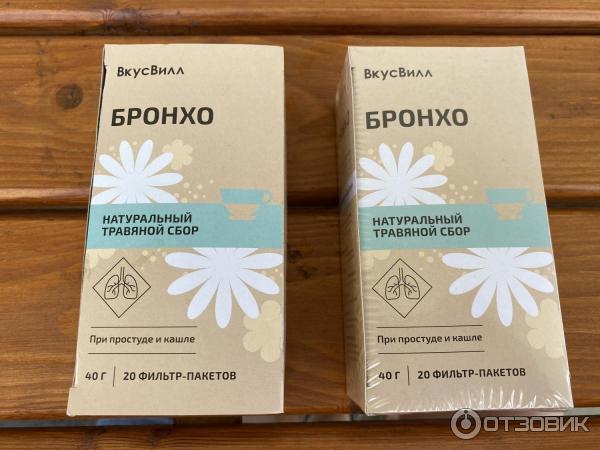 ВкусВилл
БРОНХО
НАТУРАЛЬНЫЙ
ТРАВЯНОЙ СБОР
При простуде и кашле
40 Г | 20 ФИЛЬТР-ПАКЕТОВ
ВкусВилл
БРОНХО
НАТУРАЛЬНЫЙ
ТРАВЯНОЙ СБОР
При простуде и кашле
40 Г | 20 ФИЛЬТР-ПАКЕТОВ
ОТЗОВИК